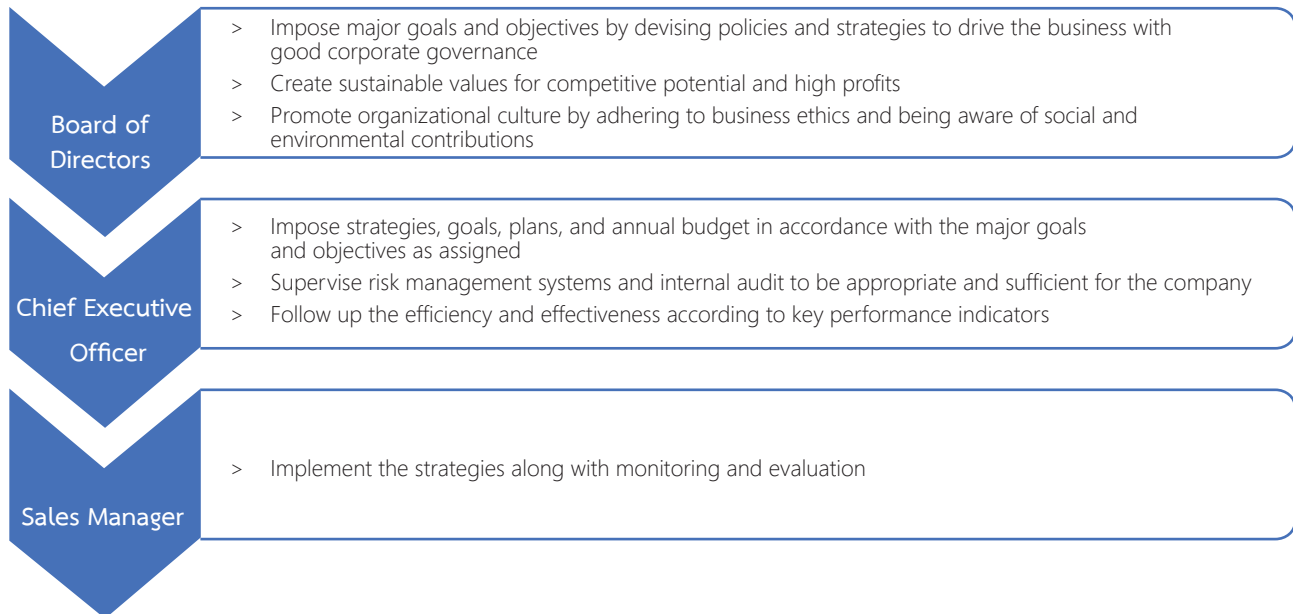 Board of
Directors
> Impose major goals and objectives by devising policies and strategies to drive the business with
good corporate governance
> Create sustainable values for competitive potential and high profits
> Promote organizational culture by adhering to business ethics and being aware of social and
environmental contributions
Chief Executive
Officer
> Impose strategies, goals, plans, and annual budget in accordance with the major goals
and objectives as assigned
> Supervise risk management systems and internal audit to be appropriate and sufficient for the company
> Follow up the efficiency and effectiveness according to key performance indicators
Sales Manager
> Implement the strategies along with monitoring and evaluation